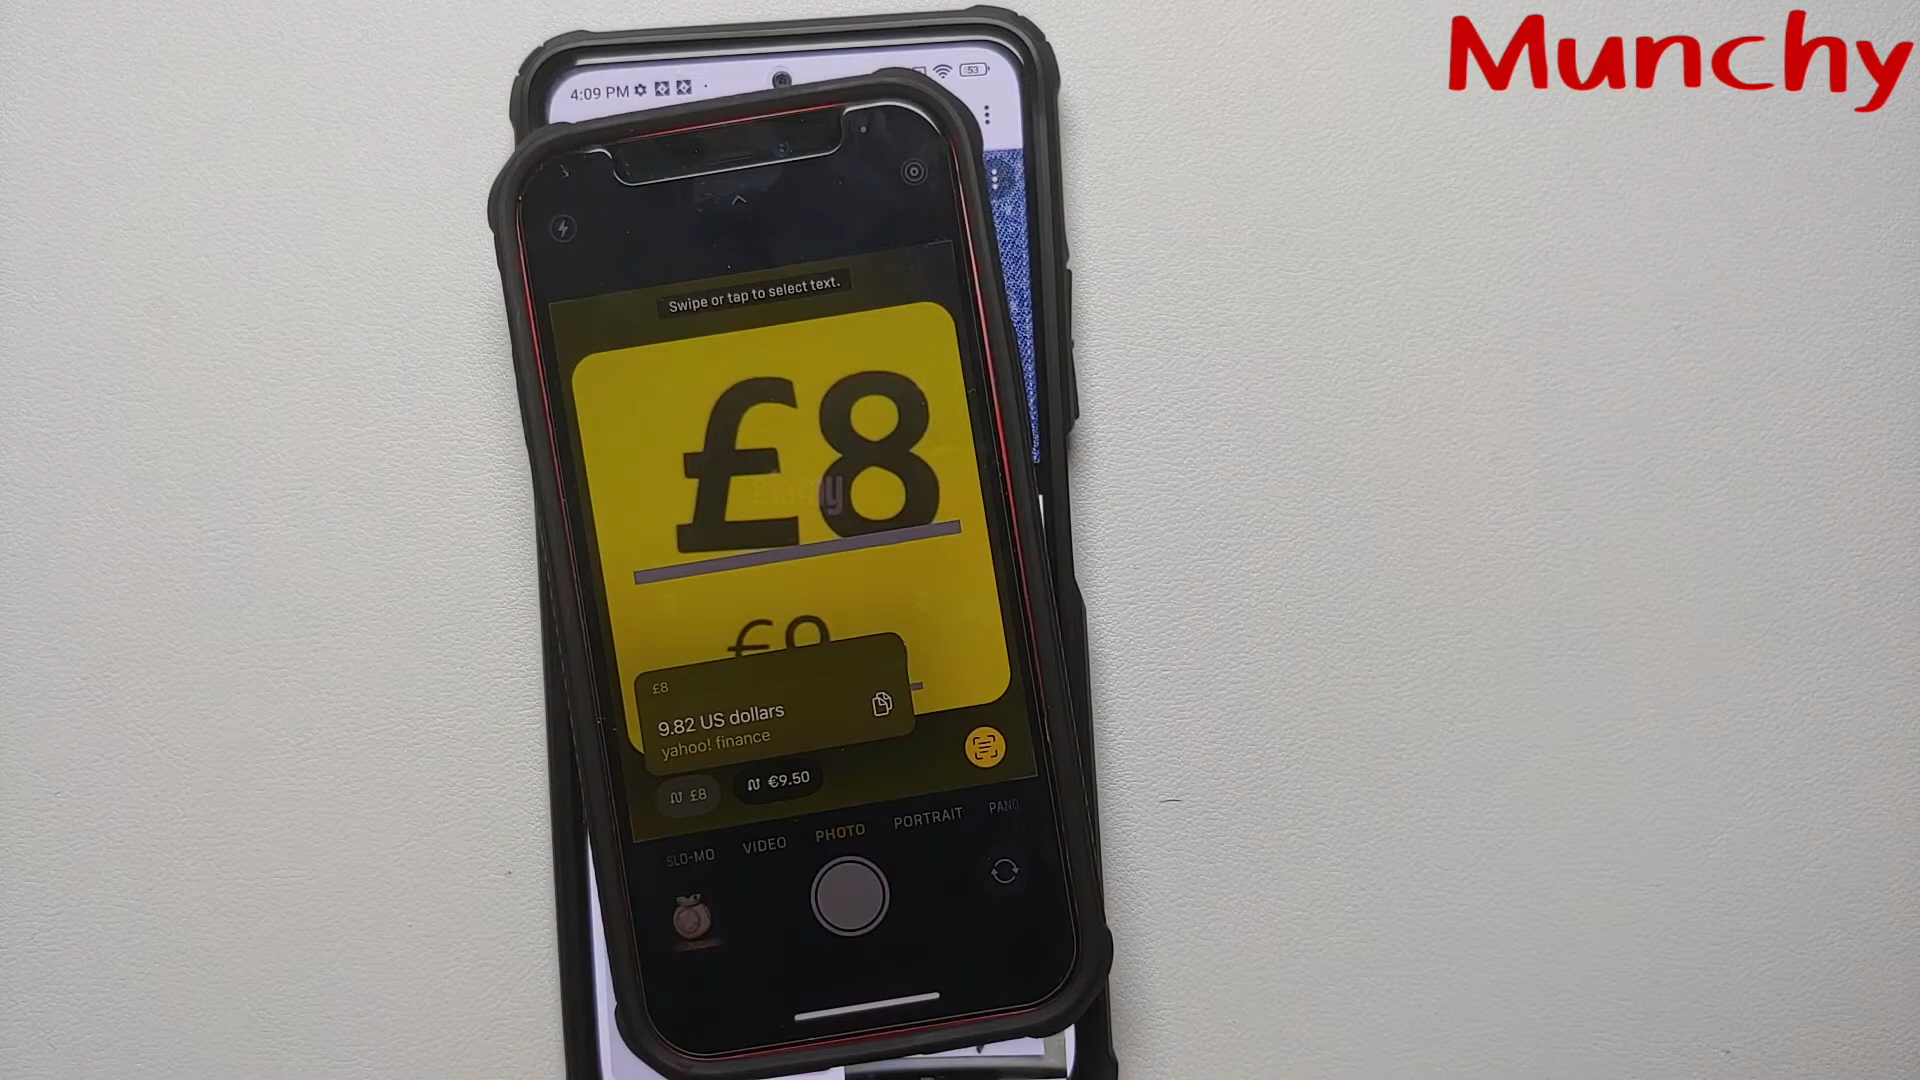 Munchy
4:09 PM
53
Swipe or tap to select text.
£8
£8
9.82 US dollars
yahoo! finance
£8
€9.50
SLO-MO
VIDEO
PHOTO
PORTRAIT
PANO